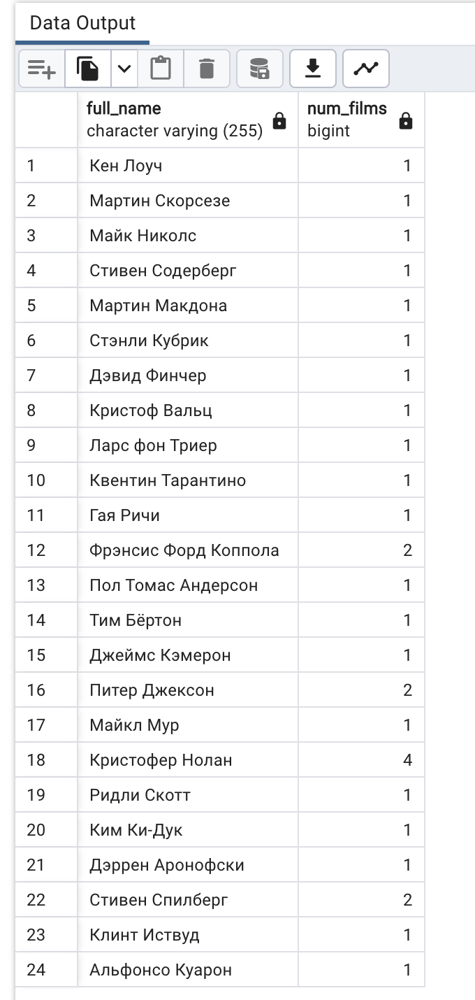 Data Output
full_name num_films
character varying (255) bigint
1 Кен Лоуч 1
2 Мартин Скорсезе 1
3 Майк Николс 1
4 Стивен Содерберг 1
5 Мартин Макдона 1
6 Стэнли Кубрик 1
7 Дэвид Финчер 1
8 Кристоф Вальц 1
9 Ларс фон Триер 1
10 Квентин Тарантино 1
11 Гая Ричи 1
12 Фрэнсис Форд Коппола 2
13 Пол Томас Андерсон 1
14 Тим Бёртон 1
15 Джеймс Кэмерон 1
16 Питер Джексон 2
17 Майкл Мур 1
18 Кристофер Нолан 4
19 Ридли Скотт 1
20 Ким Ки-Дук 1
21 Дэррен Аронофски 1
22 Стивен Спилберг 2
23 Клинт Иствуд 1
24 Альфонсо Куарон 1